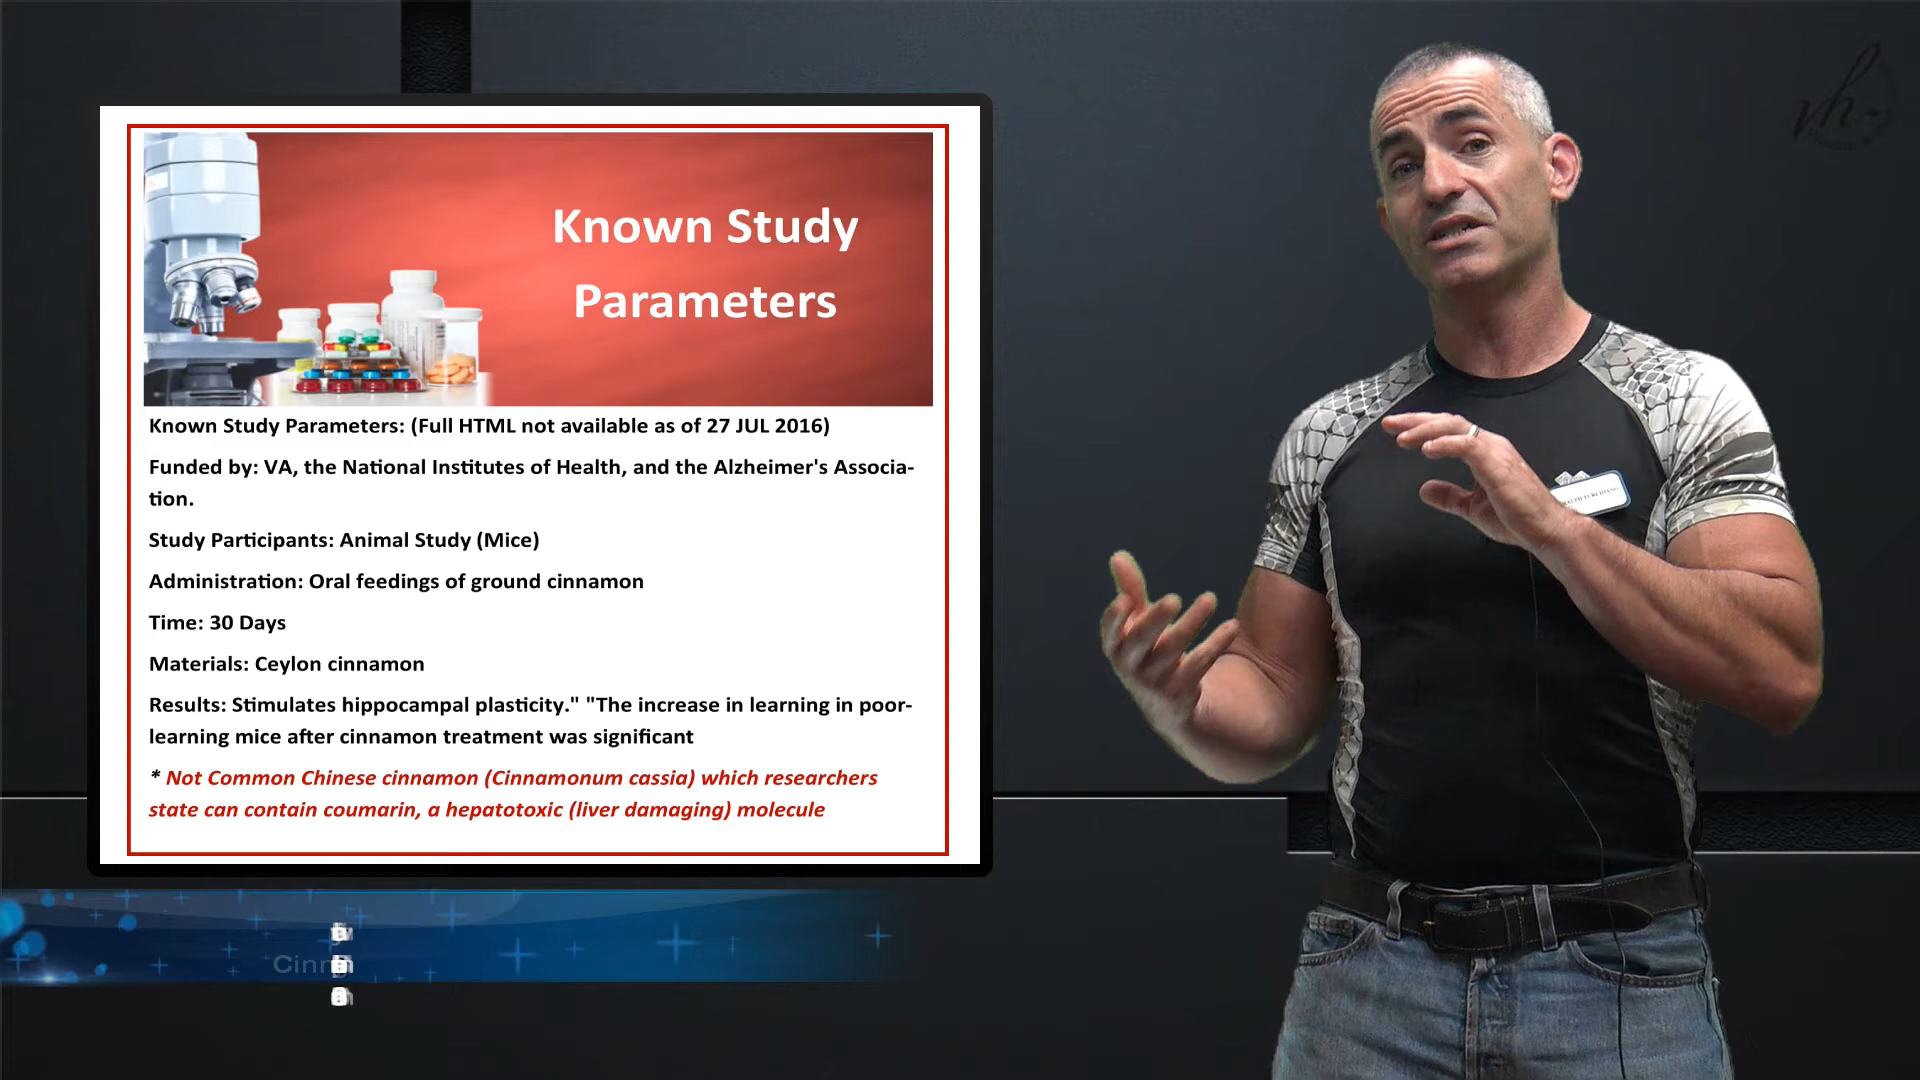 Known Study
Parameters
Known Study Parameters: (Full HTML not available as of 27 JUL 2016)
Funded by: VA, the National Institutes of Health, and the Alzheimer's Associa-
tion.
Study Participants: Animal Study (Mice)
Administration: Oral feedings of ground cinnamon
Time: 30 Days
Materials: Ceylon cinnamon
Results: Stimulates hippocampal plasticity." "The increase in learning in poor-
learning mice after cinnamon treatment was significant
* Not Common Chinese cinnamon (Cinnamonum cassia) which researchers
state can contain coumarin, a hepatotoxic (liver damaging) molecule
vh